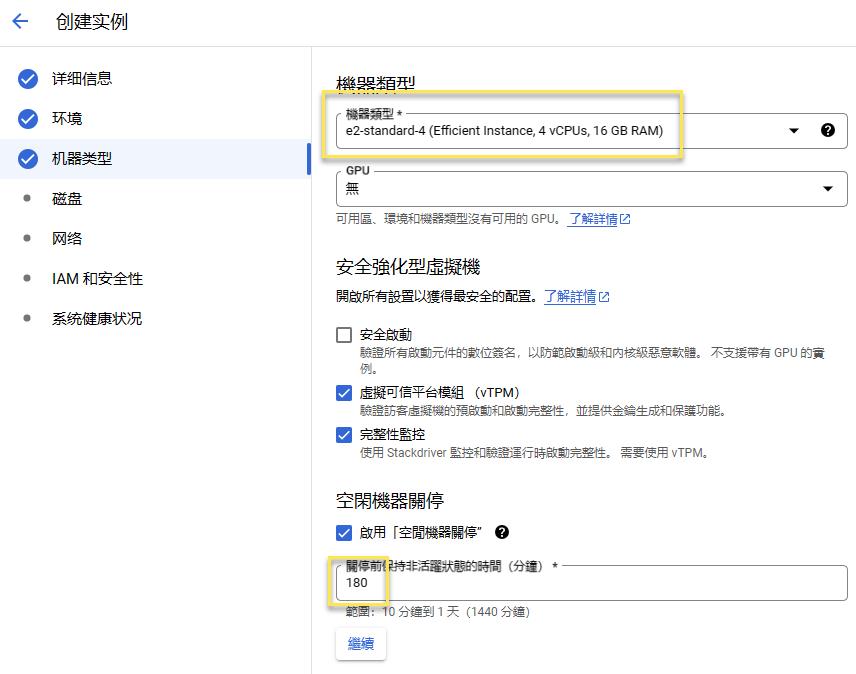 创建实例
详细信息
环境
机器类型
磁盘
网络
IAM 和安全性
系统健康状况
機器類型
機器類型 *
e2-standard-4 (Efficient Instance, 4 vCPUs, 16 GB RAM)
GPU
無
可用區、環境和機器類型沒有可用的 GPU。 了解詳情
安全強化型虛擬機
開啟所有設置以獲得最安全的配置。 了解詳情
安全啟動
驗證所有啟動元件的數位簽名，以防範啟動級和内核級惡意軟體。 不支援帶有 GPU 的實
例。
虛擬可信平台模組 （vTPM）
驗證訪客虛擬機的預啟動和啟動完整性，並提供金鑰生成和保護功能。
完整性監控
使用 Stackdriver 監控和驗證運行時啟動完整性。 需要使用 vTPM。
空閑機器關停
啟用「空閒機器關停”
關停前保持非活躍狀態的時間（分鐘） *
180
範圍：10 分鐘到 1 天（1440 分鐘）
繼續